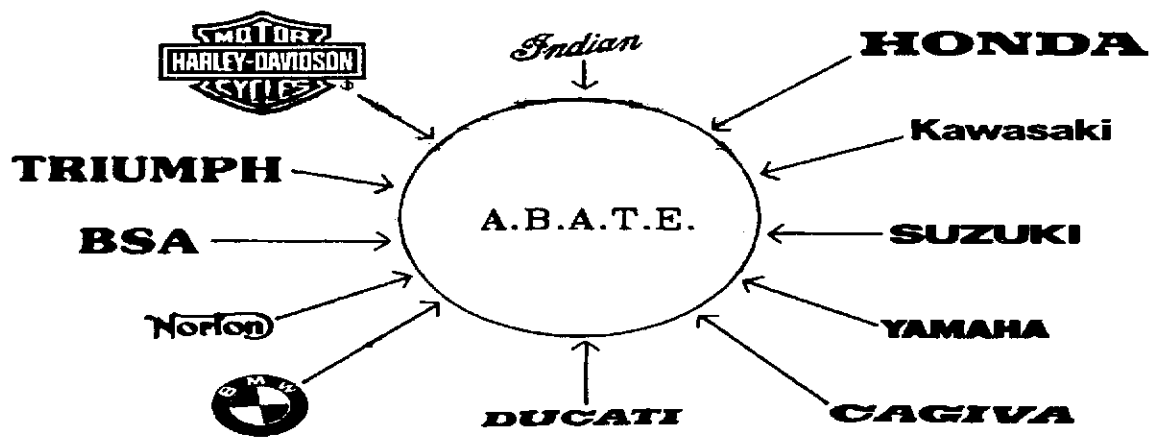 MOTOR
HARLEY-DAVIDSON
CYCLES
®
Indian
HONDA
Kawasaki
TRIUMPH
A.B.A.T.E.
BSA
SUZUKI
Norton
YAMAHA
BMW
DUCATI
CAGIVA